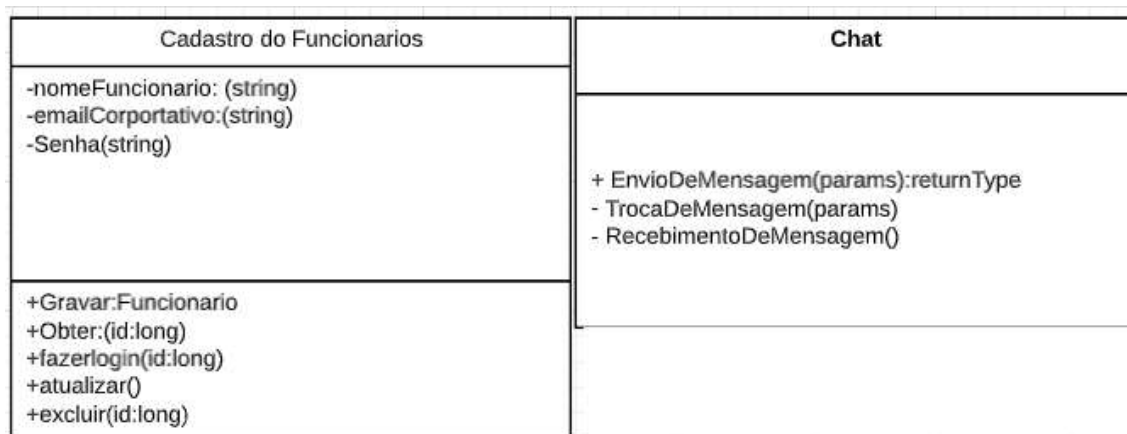 Cadastro do Funcionarios
-nomeFuncionario: (string)
-emailCorportativo:(string)
-Senha(string)
+Gravar:Funcionario
+Obter:(id:long)
+fazerlogin(id:long)
+atualizar()
+excluir(id:long)
Chat
+ EnvioDeMensagem(params):returnType
- TrocaDeMensagem(params)
- RecebimentoDeMensagem()